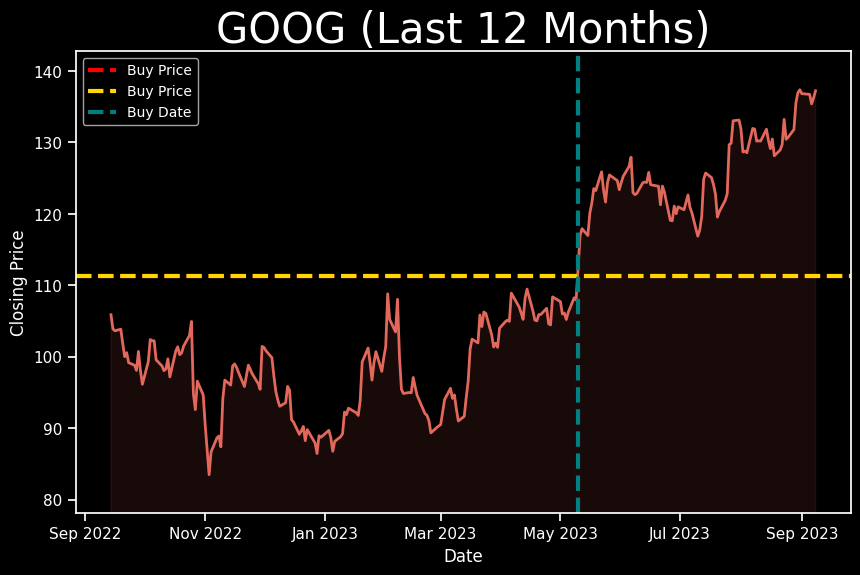 GOOG (Last 12 Months)
Buy Price
Buy Price
Buy Date
140
130
120
110
100
90
80
Closing Price
Sep 2022
Nov 2022
Jan 2023
Mar 2023
May 2023
Jul 2023
Sep 2023
Date